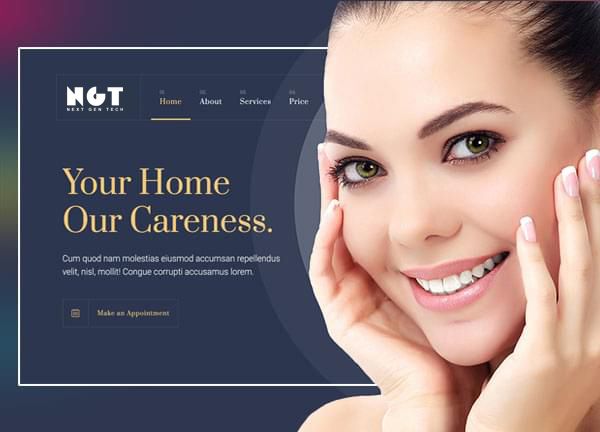 NGT
NEXT GEN TECH
01.
Home
02.
About
03.
Services
04.
Price
Your Home
Our Careness.
Cum quod nam molestias eiusmod accumsan repellendus
velit, nisl, mollit! Congue corrupti accusamus lorem.
Make an Appointment